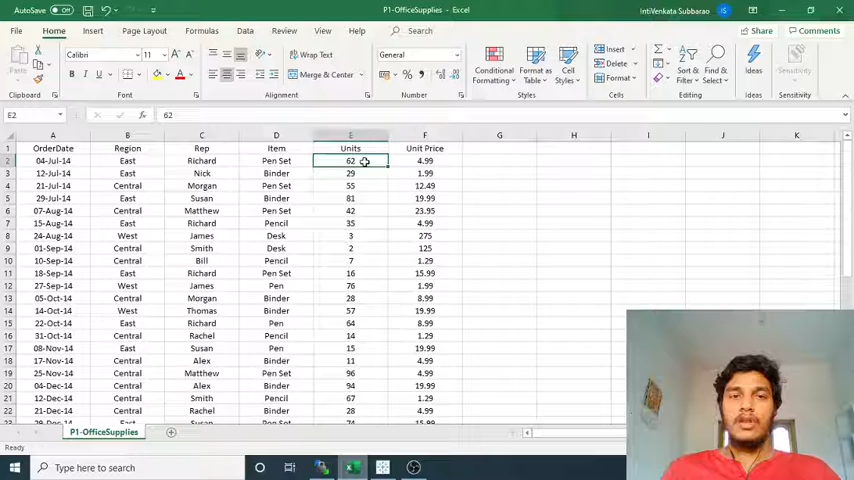 AutoSave Off P1-OfficeSupplies - Excel IntiVenkata Subbarao IS
File Home Insert Page Layout Formulas Data Review View Help Share Comments
Paste Calibri 11 Wrap Text General Conditional Formatting Format as Table Cell Styles Insert Delete Format Sort & Filter Find & Select Ideas Sensitivity
B I U Merge & Center
Clipboard Font Alignment Number Styles Cells Editing Ideas Sensitivity
E2 fx 62
A B C D E F G H I J K
1 OrderDate Region Rep Item Units Unit Price
2 04-Jul-14 East Richard Pen Set 62 4.99
3 12-Jul-14 East Nick Binder 29 1.99
4 21-Jul-14 Central Morgan Pen Set 55 12.49
5 29-Jul-14 East Susan Binder 81 19.99
6 07-Aug-14 Central Matthew Pen Set 42 23.95
7 15-Aug-14 East Richard Pencil 35 4.99
8 24-Aug-14 West James Desk 3 275
9 01-Sep-14 Central Smith Desk 2 125
10 10-Sep-14 Central Bill Pencil 7 1.29
11 18-Sep-14 East Richard Pen Set 16 15.99
12 27-Sep-14 West James Pen 76 1.99
13 05-Oct-14 Central Morgan Binder 28 8.99
14 14-Oct-14 West Thomas Binder 57 19.99
15 22-Oct-14 East Richard Pen 64 8.99
16 31-Oct-14 Central Rachel Pencil 14 1.29
17 08-Nov-14 East Susan Pen 15 19.99
18 17-Nov-14 Central Alex Binder 11 4.99
19 25-Nov-14 Central Matthew Pen Set 96 4.99
20 04-Dec-14 Central Alex Binder 94 19.99
21 12-Dec-14 Central Smith Pencil 67 1.29
22 21-Dec-14 Central Rachel Binder 28 4.99
23 29-Dec-14 East Susan Pen Set 74 15.99
P1-OfficeSupplies
Ready
Type here to search